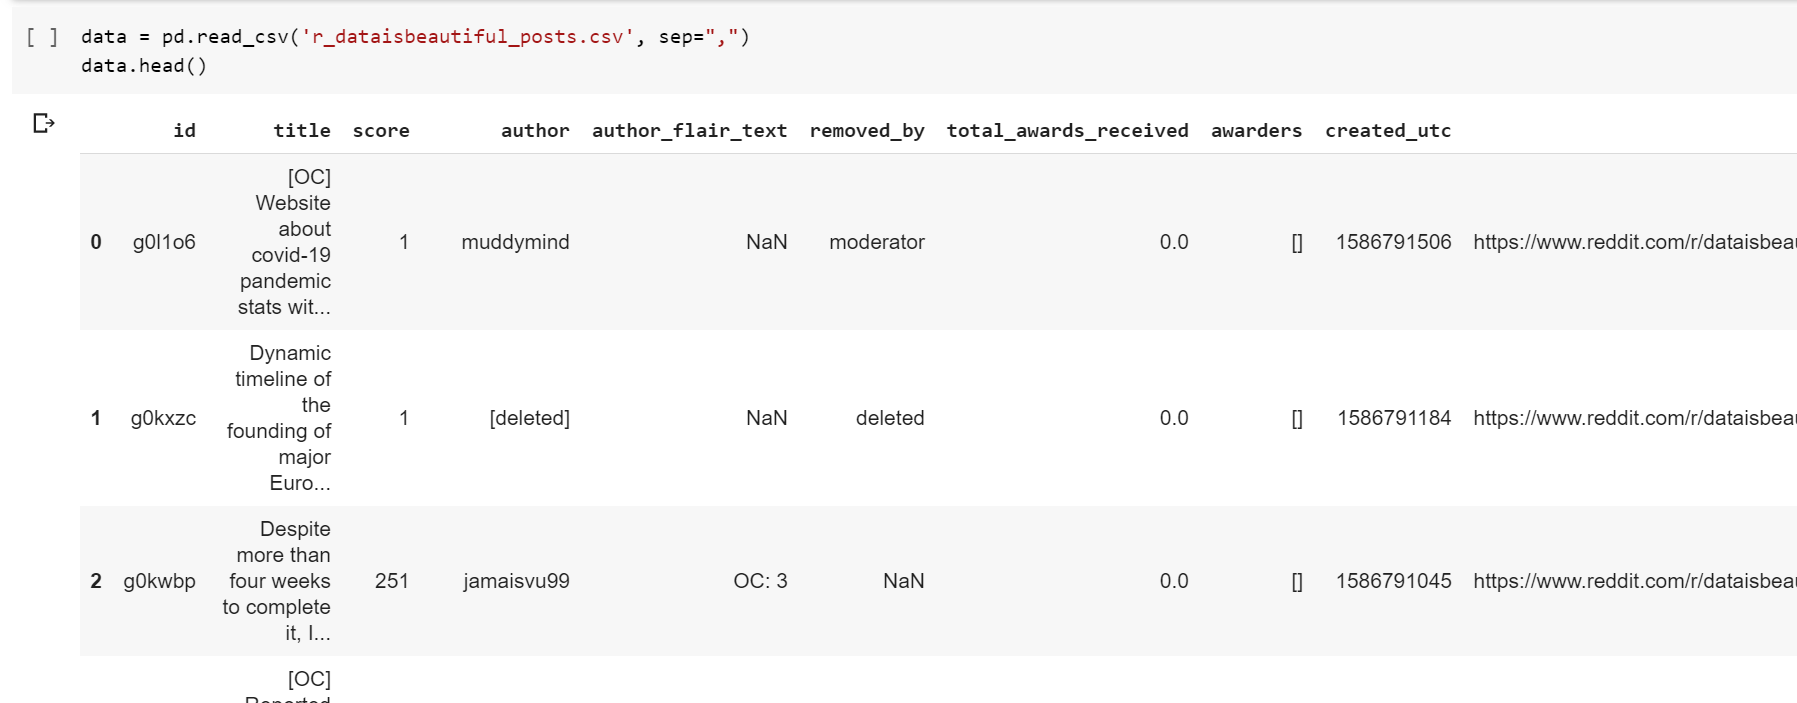 [ ] data = pd.read_csv('r_dataisbeautiful_posts.csv', sep=",")
data.head()
id title score author author_flair_text removed_by total_awards_received awarders created_utc
[OC]
Website
about
covid-19
pandemic
stats wit...
0 g0l1o6 1 muddymind NaN moderator 0.0 [] 1586791506 https://www.reddit.com/r/dataisbeau
Dynamic
timeline of
the
founding of
major
Euro...
1 g0kxzc 1 [deleted] NaN deleted 0.0 [] 1586791184 https://www.reddit.com/r/dataisbeau
Despite
more than
four weeks
to complete
it, I...
2 g0kwbp 251 jamaisvu99 OC: 3 NaN 0.0 [] 1586791045 https://www.reddit.com/r/dataisbeau
[OC]
Reported